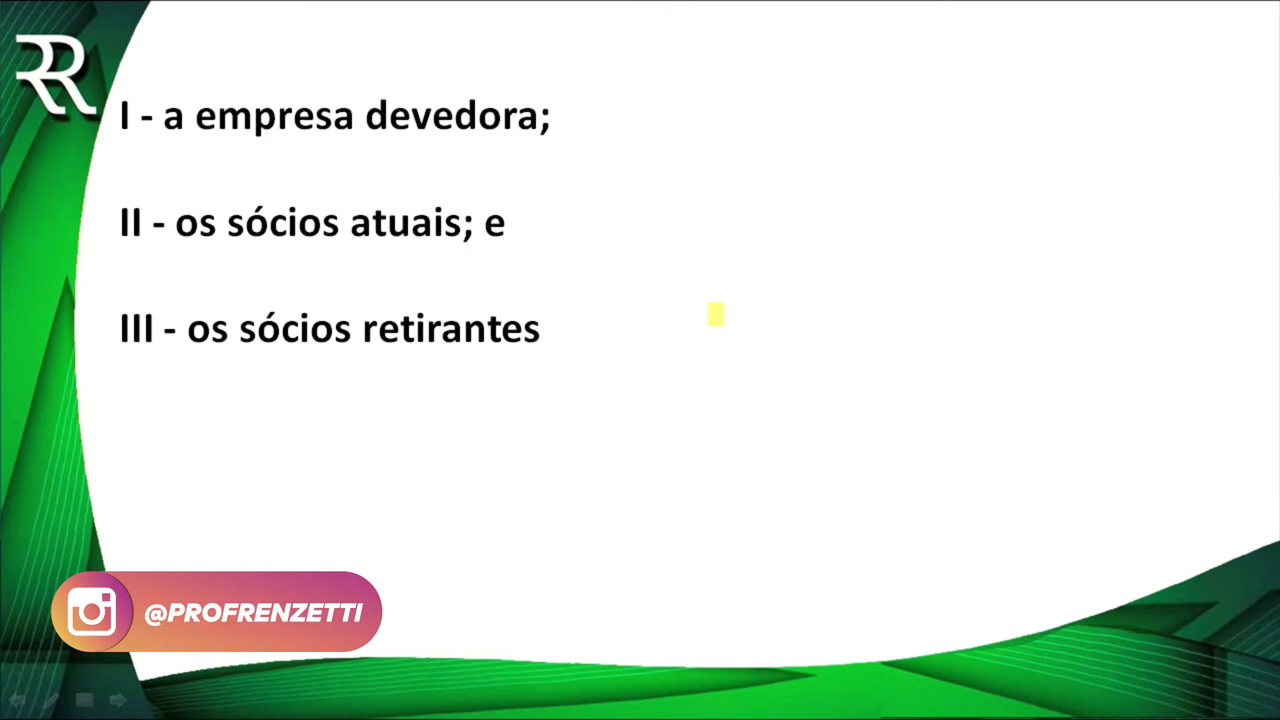 I - a empresa devedora;
II - os sócios atuais; e
III - os sócios retirantes
@PROFRENZETTI